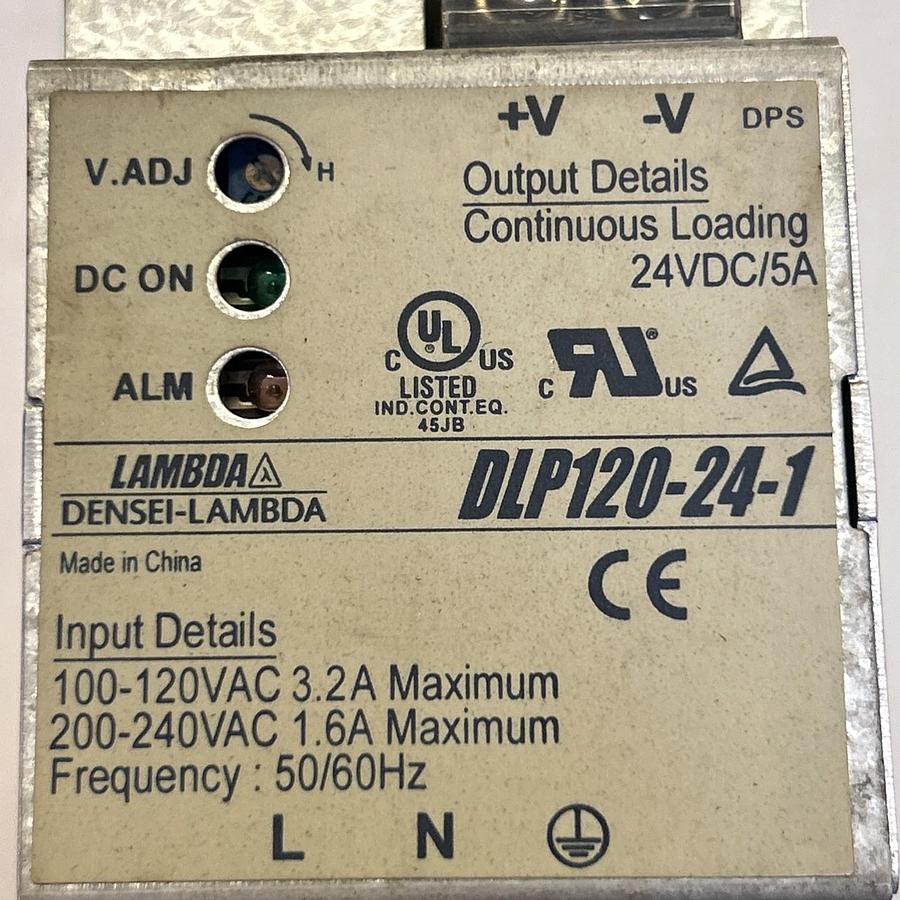 +V -V DPS
V.ADJ H
Output Details
Continuous Loading
24VDC/5A
DC ON
ALM
C UL US
LISTED
IND.CONT.EQ.
45JB
C RU US
LAMBDA
DENSEI-LAMBDA
DLP120-24-1
Made in China
CE
Input Details
100-120VAC 3.2A Maximum
200-240VAC 1.6A Maximum
Frequency : 50/60Hz
L N